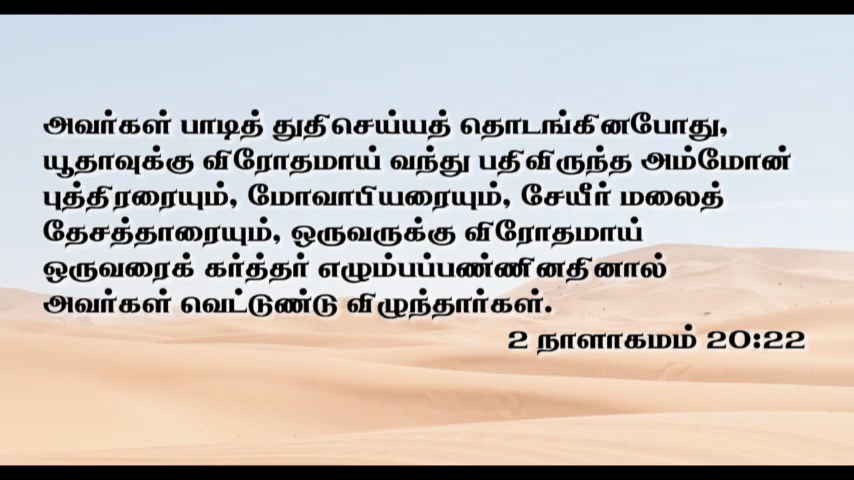 அவர்கள் பாடித் துதிசெய்யத் தொடங்கினபோது,
யூதாவுக்கு விரோதமாய் வந்து பதிவிருந்த அம்மோன்
புத்திரரையும், மோவாபியரையும், சேயீர் மலைத்
தேசத்தாரையும், ஒருவருக்கு விரோதமாய்
ஒருவரைக் கர்த்தர் எழும்பப்பண்ணினதினால்
அவர்கள் வெட்டுண்டு விழுந்தார்கள்.
2 நாளாகமம் 20:22